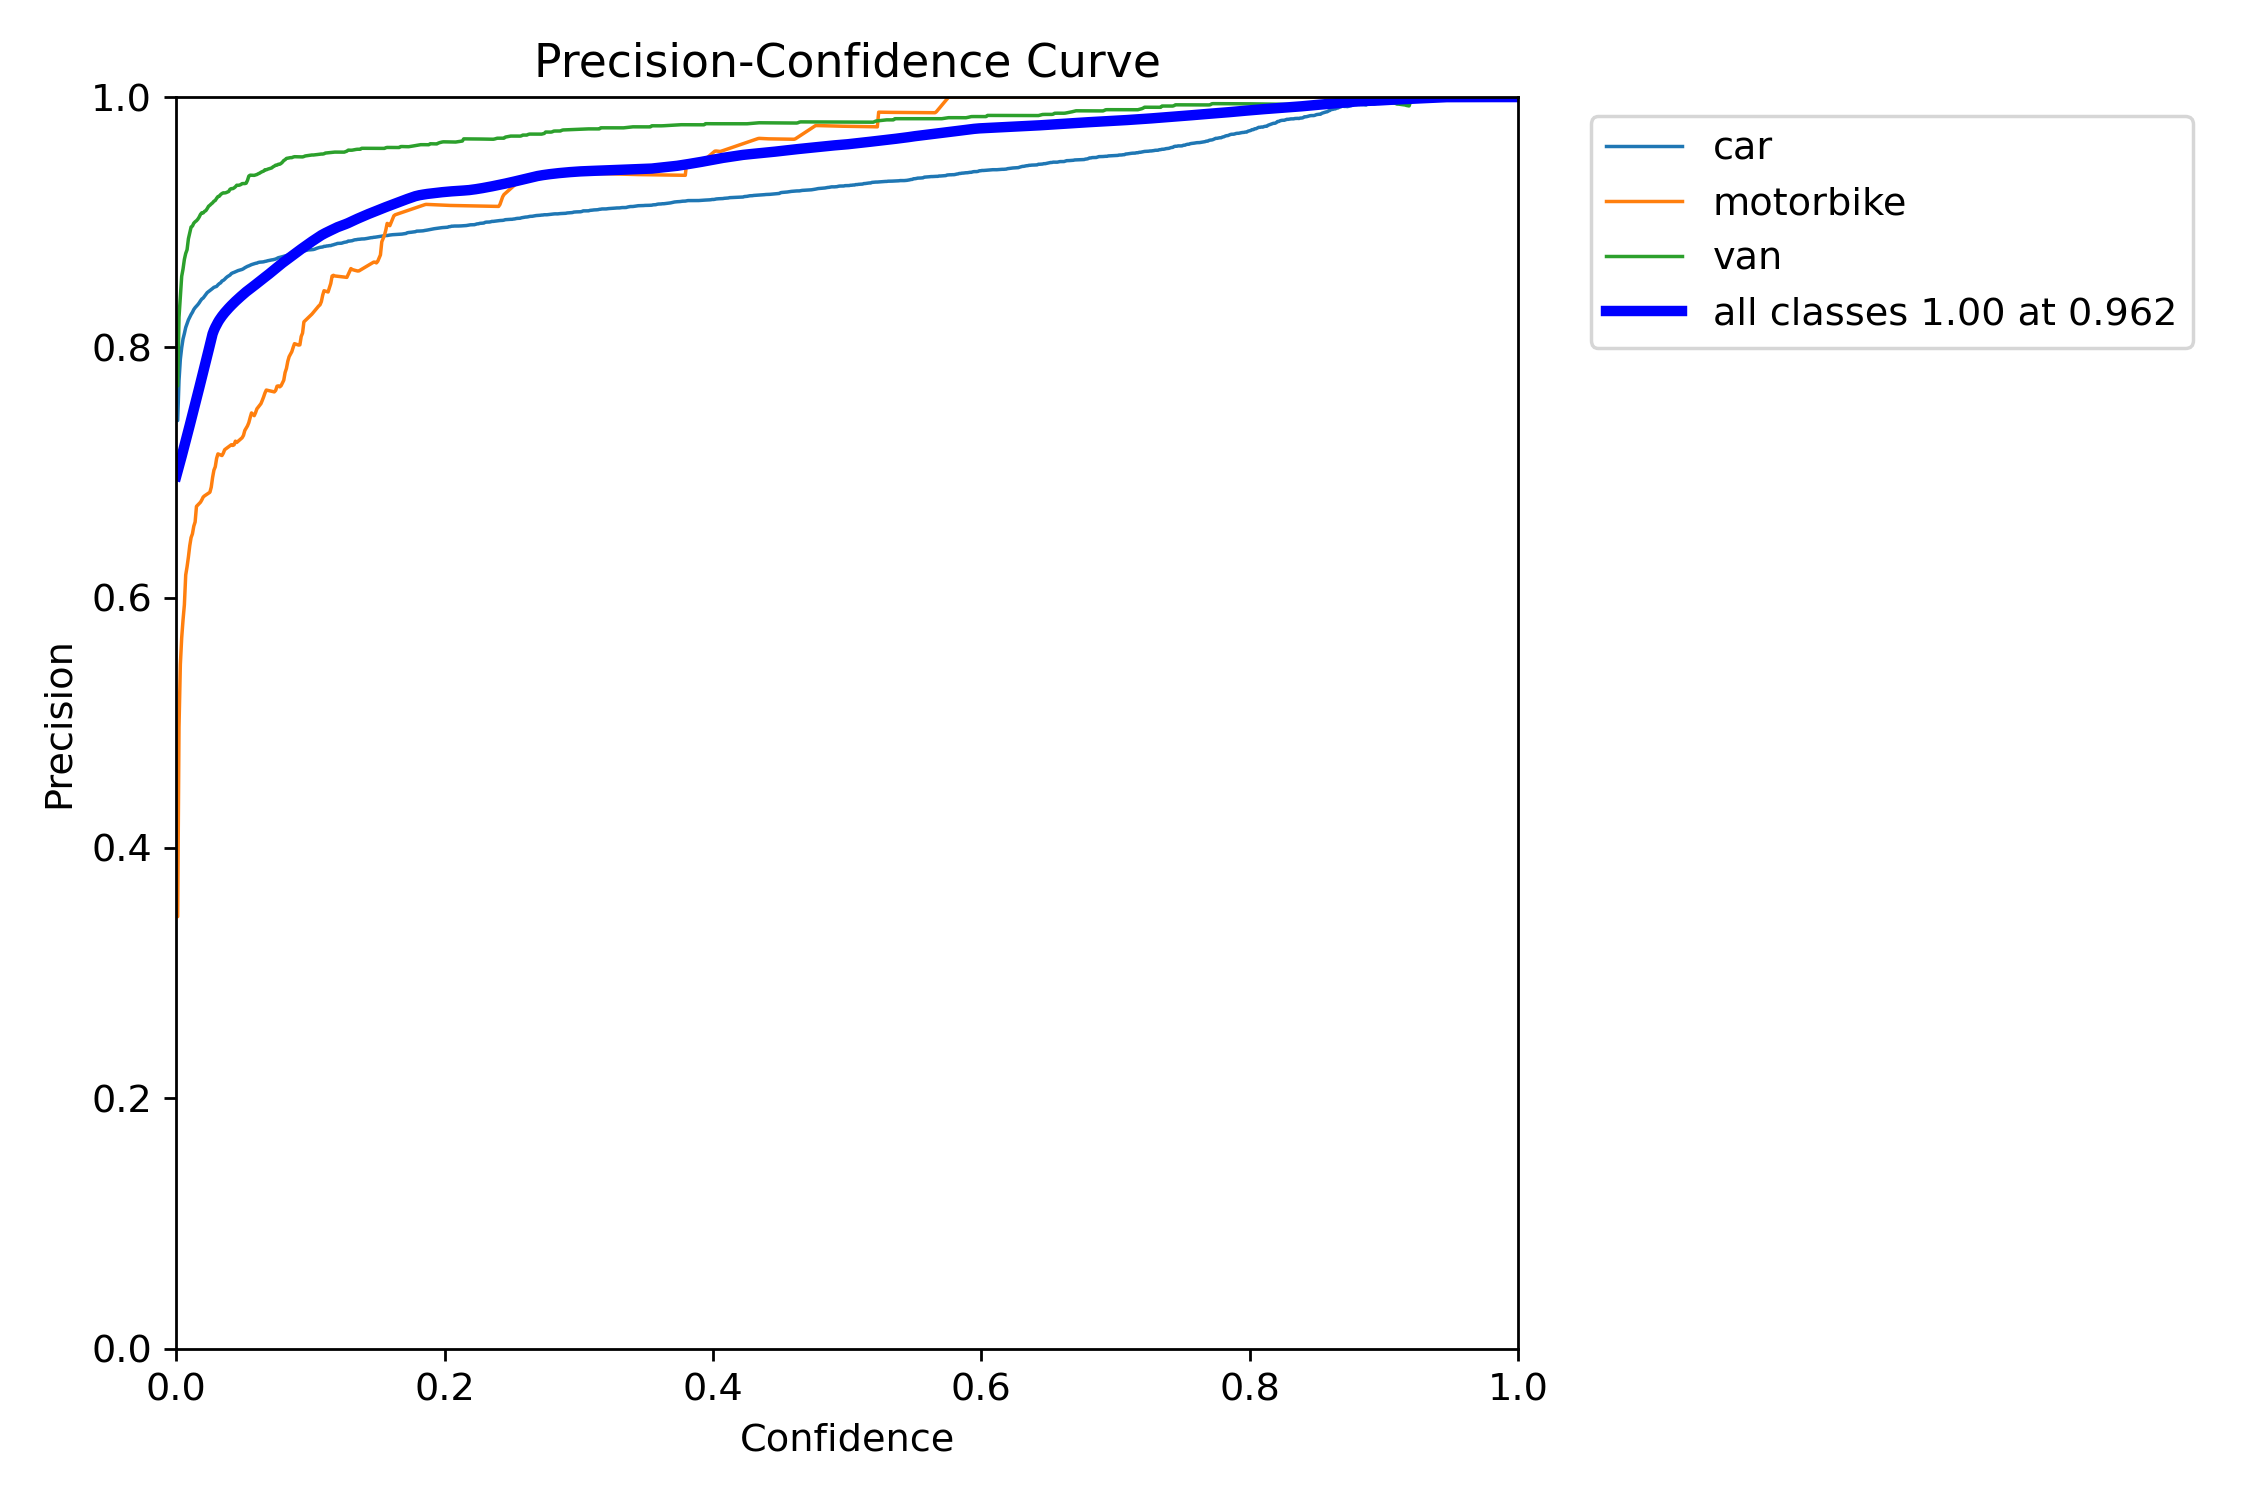 Precision-Confidence Curve
1.0
0.8
0.6
0.4
0.2
0.0
Precision
0.0 0.2 0.4 0.6 0.8 1.0
Confidence
car
motorbike
van
all classes 1.00 at 0.962